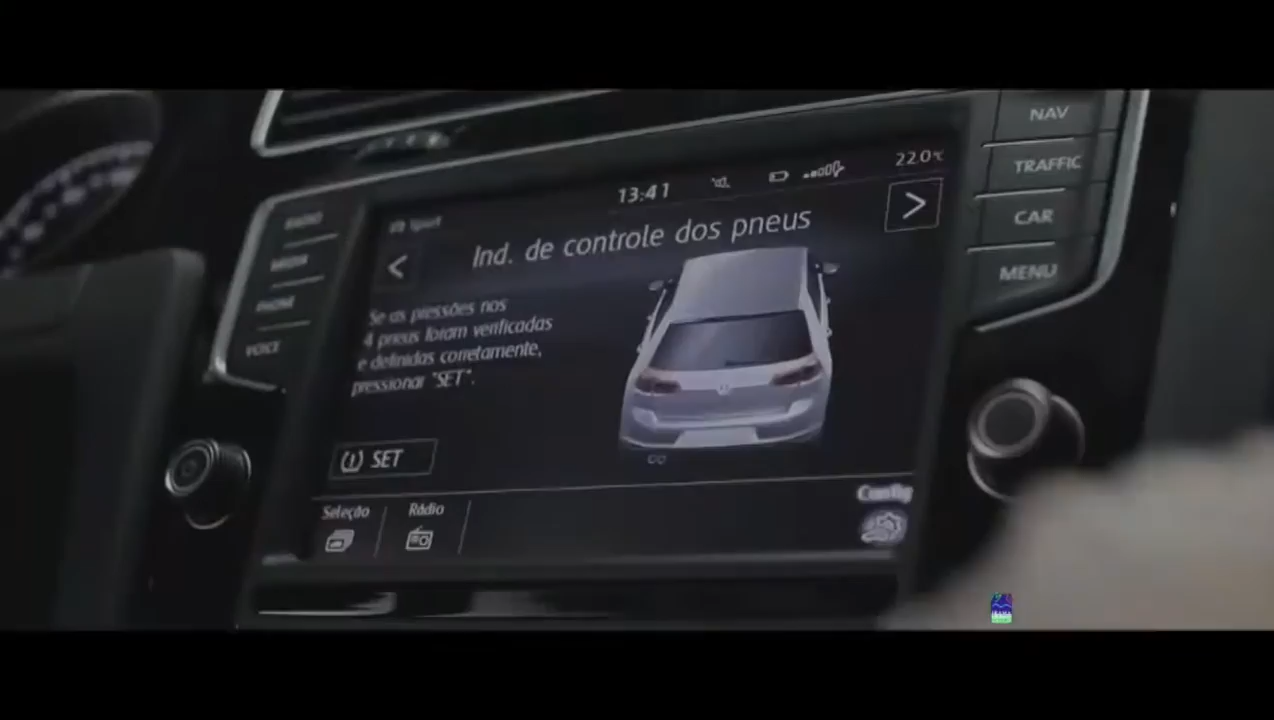 NAV
TRAFFIC
CAR
MENU
RADIO
MEDIA
PHONE
VOICE
13:41
22.0°C
Ind. de controle dos pneus
Se as pressões nos
4 pneus foram verificadas
e definidas corretamente,
pressionar "SET".
SET
Seleção
Rádio
Config